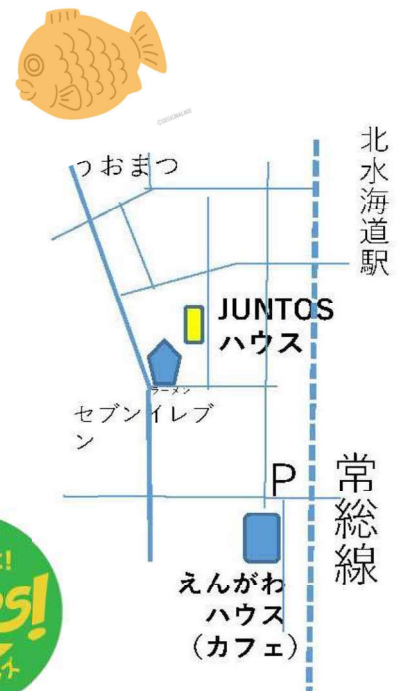 うおまつ
北水海道駅
JUNTOS
ハウス
ラーメン
セブンイレブ
ン
P
常総線
えんがわ
ハウス
（カフェ）